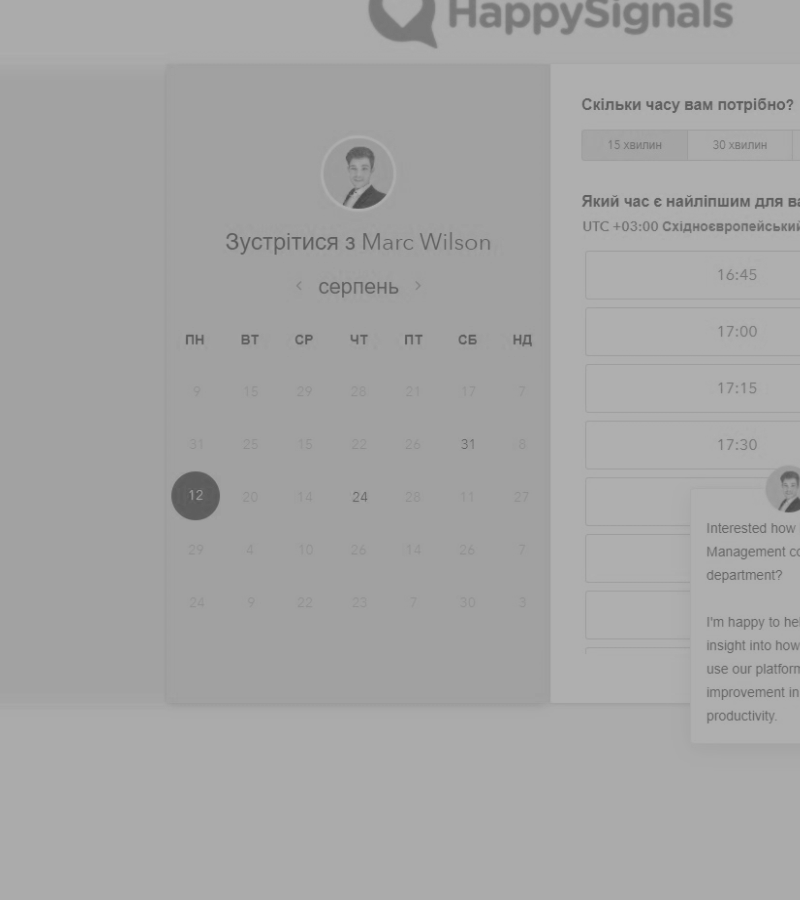 HappySignals
Зустрітися з Marc Wilson
серпень
ПН ВТ СР ЧТ ПТ СБ НД
9 15 29 28 21 17 7
31 25 15 22 26 31 8
12 20 14 24 28 11 27
29 4 10 26 14 26 7
24 9 22 23 7 30 3
Скільки часу вам потрібно?
15 хвилин 30 хвилин
Який час є найліпшим для ва
UTC +03:00 Східноєвропейський
16:45
17:00
17:15
17:30
Interested how
Management co
department?
I'm happy to hel
insight into how
use our platform
improvement in
productivity.